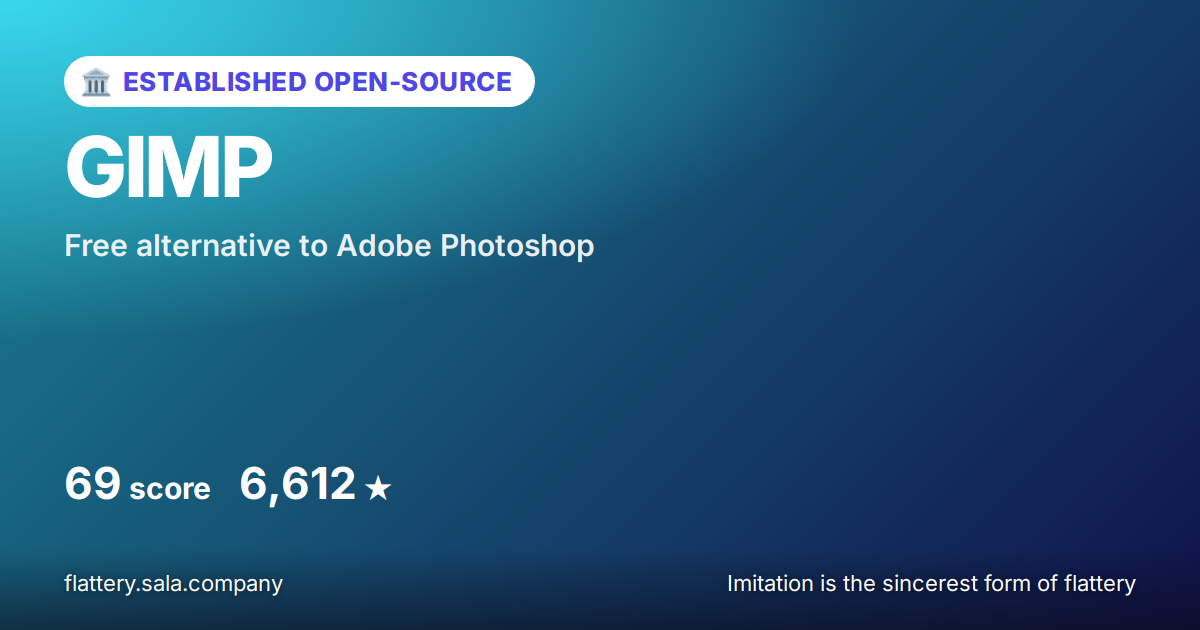 🏛️ ESTABLISHED OPEN-SOURCE
GIMP
Free alternative to Adobe Photoshop
69 score 6,612 ★
flattery.sala.company
Imitation is the sincerest form of flattery